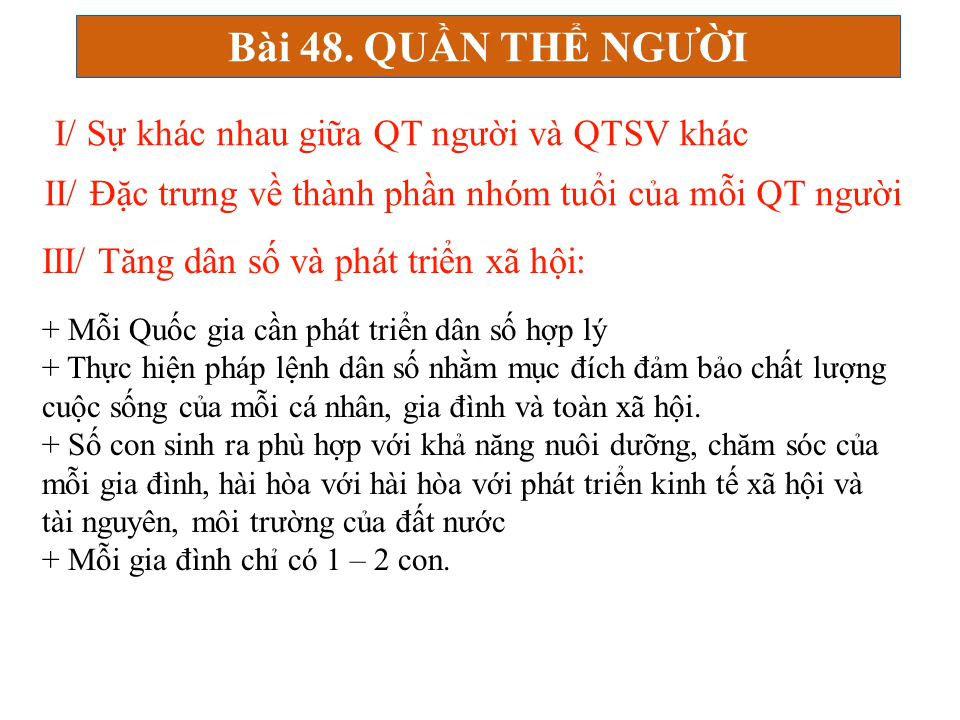 Bài 48. QUẦN THỂ NGƯỜI
I/ Sự khác nhau giữa QT người và QTSV khác
II/ Đặc trưng về thành phần nhóm tuổi của mỗi QT người
III/ Tăng dân số và phát triển xã hội:
+ Mỗi Quốc gia cần phát triển dân số hợp lý
+ Thực hiện pháp lệnh dân số nhằm mục đích đảm bảo chất lượng
cuộc sống của mỗi cá nhân, gia đình và toàn xã hội.
+ Số con sinh ra phù hợp với khả năng nuôi dưỡng, chăm sóc của
mỗi gia đình, hài hòa với hài hòa với phát triển kinh tế xã hội và
tài nguyên, môi trường của đất nước
+ Mỗi gia đình chỉ có 1 – 2 con.